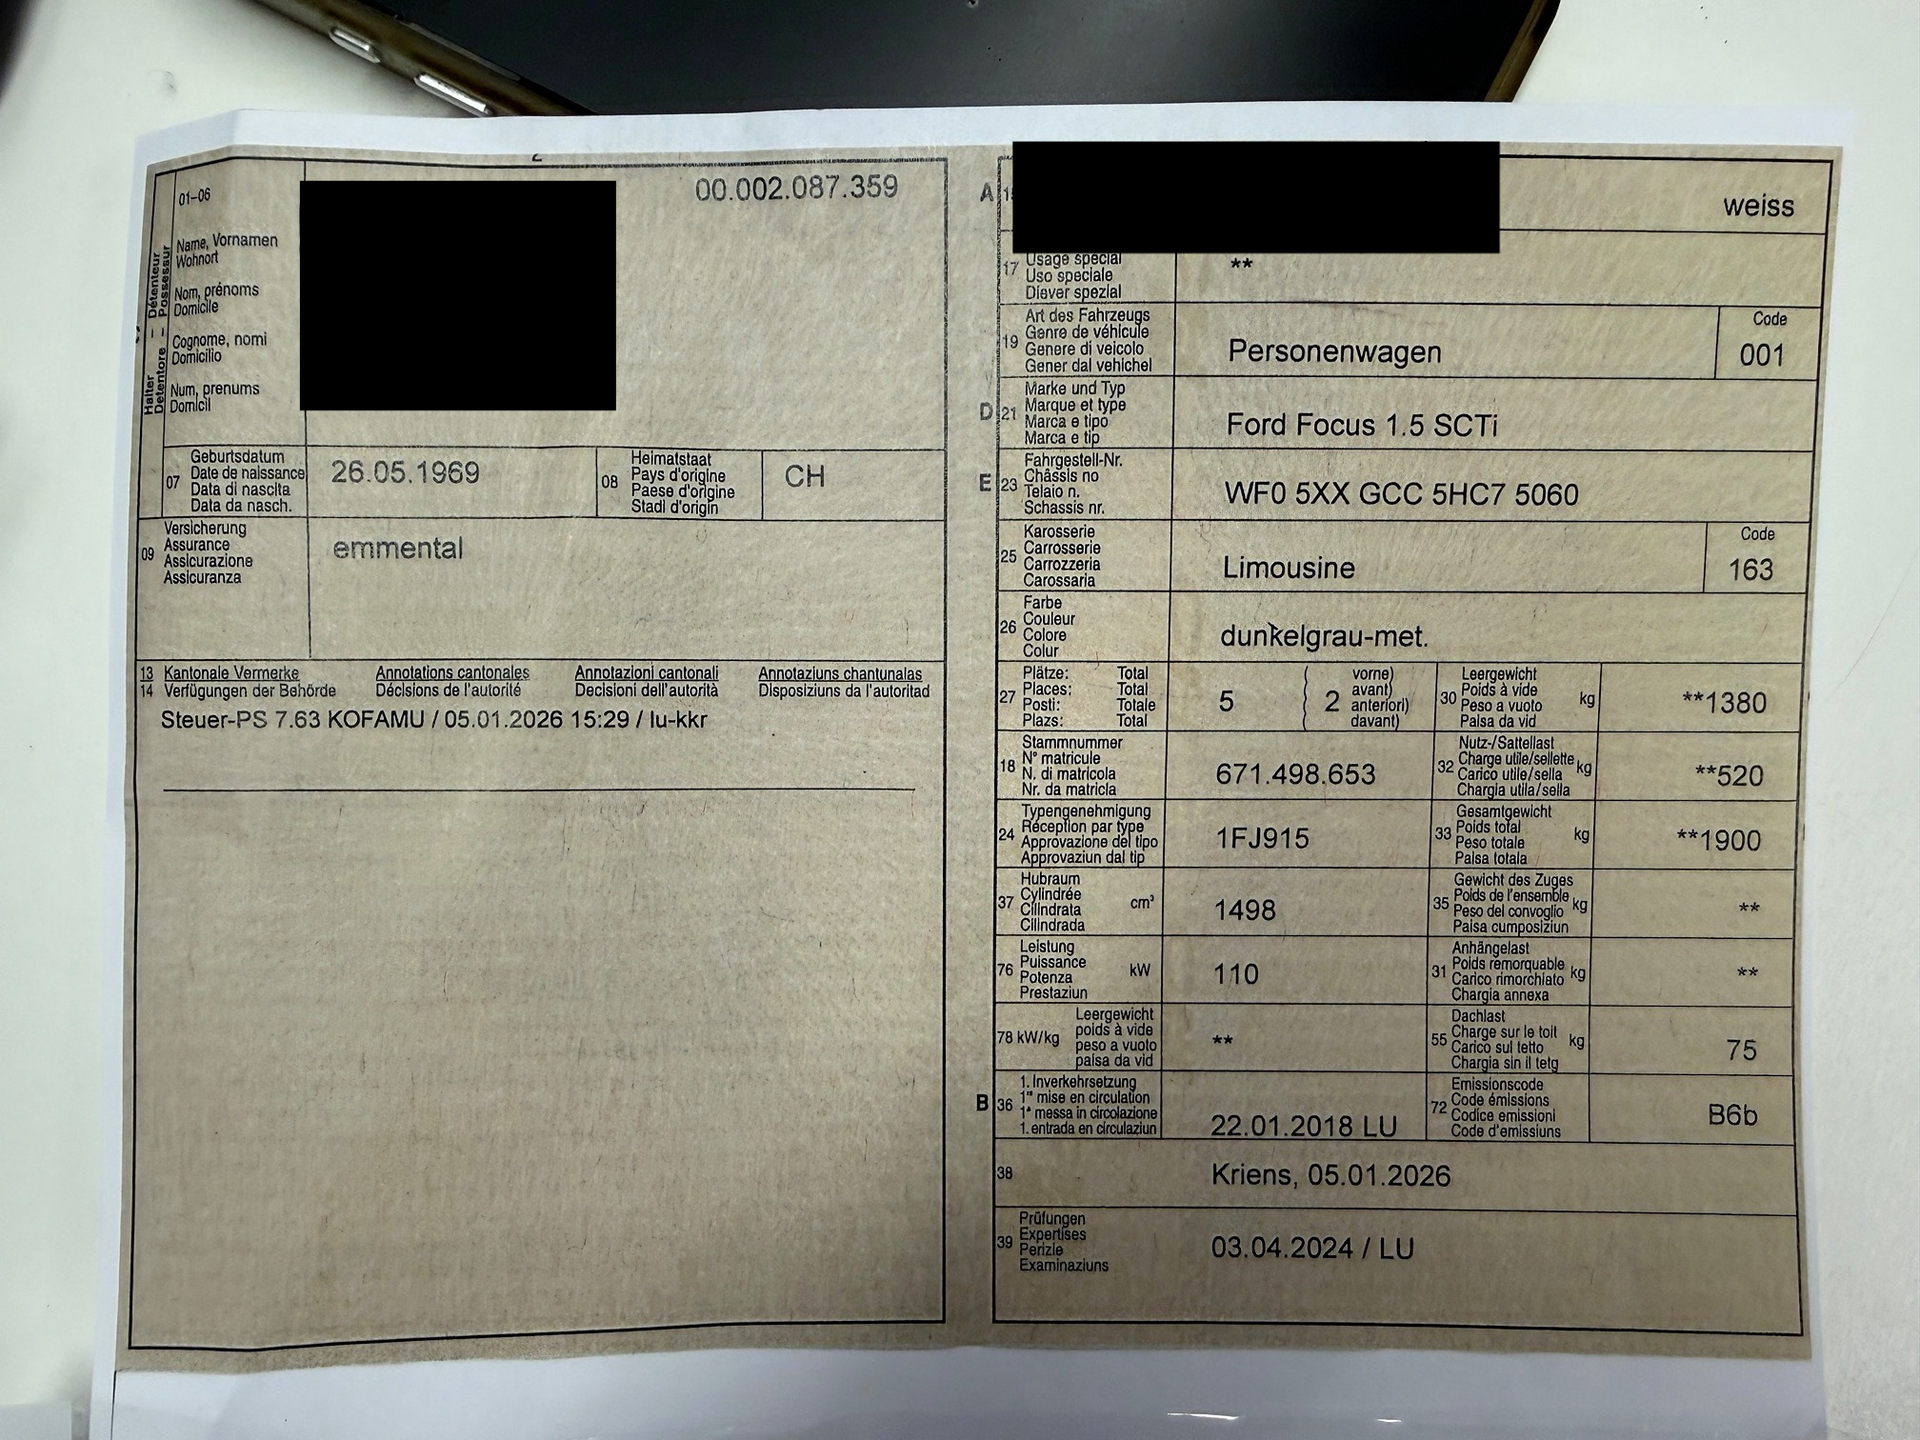 01–06
00.002.087.359
Halter – Détenteur
Detentore – Possessur
Name, Vornamen
Wohnort
Nom, prénoms
Domicile
Cognome, nomi
Domicilio
Num, prenums
Domicil
07
Geburtsdatum
Date de naissance
Data di nascita
Data da nasch.
26.05.1969
08
Heimatstaat
Pays d'origine
Paese d'origine
Stadi d'origin
CH
09
Versicherung
Assurance
Assicurazione
Assicuranza
emmental
13 Kantonale Vermerke Annotations cantonales Annotazioni cantonali Annotaziuns chantunalas
14 Verfügungen der Behörde Décisions de l'autorité Decisioni dell'autorità Disposiziuns da l'autoritad
Steuer-PS 7.63 KOFAMU / 05.01.2026 15:29 / lu-kkr
A
weiss
17
Usage spécial
Uso speciale
Diever spezial
**
19
Art des Fahrzeugs
Genre de véhicule
Genere di veicolo
Gener dal vehichel
Personenwagen
Code
001
D 21
Marke und Typ
Marque et type
Marca e tipo
Marca e tip
Ford Focus 1.5 SCTi
E 23
Fahrgestell-Nr.
Châssis no
Telaio n.
Schassis nr.
WF0 5XX GCC 5HC7 5060
25
Karosserie
Carrosserie
Carrozzeria
Carossaria
Limousine
Code
163
26
Farbe
Couleur
Colore
Colur
dunkelgrau-met.
27
Plätze: Total
Places: Total
Posti: Totale
Plazs: Total
5
( 2
vorne)
avant)
anteriori)
davant)
30
Leergewicht
Poids à vide kg
Peso a vuoto
Paisa da vid
**1380
18
Stammnummer
N° matricule
N. di matricola
Nr. da matricla
671.498.653
32
Nutz-/Sattellast
Charge utile/sellette kg
Carico utile/sella
Chargia utila/sella
**520
24
Typengenehmigung
Réception par type
Approvazione del tipo
Approvaziun dal tip
1FJ915
33
Gesamtgewicht
Poids total kg
Peso totale
Paisa totala
**1900
37
Hubraum
Cylindrée cm³
Cilindrata
Cilindrada
1498
35
Gewicht des Zuges
Poids de l'ensemble kg
Peso del convoglio
Paisa cumposiziun
**
76
Leistung
Puissance kW
Potenza
Prestaziun
110
31
Anhängelast
Poids remorquable kg
Carico rimorchiato
Chargia annexa
**
78 kW/kg
Leergewicht
poids à vide
peso a vuoto
paisa da vid
**
55
Dachlast
Charge sur le toit kg
Carico sul tetto
Chargia sin il tetg
75
B 36
1. Inverkehrsetzung
1re mise en circulation
1a messa in circolazione
1. entrada en circulaziun
22.01.2018 LU
72
Emissionscode
Code émissions
Codice emissioni
Code d'emissiuns
B6b
38
Kriens, 05.01.2026
39
Prüfungen
Expertises
Perizie
Examinaziuns
03.04.2024 / LU